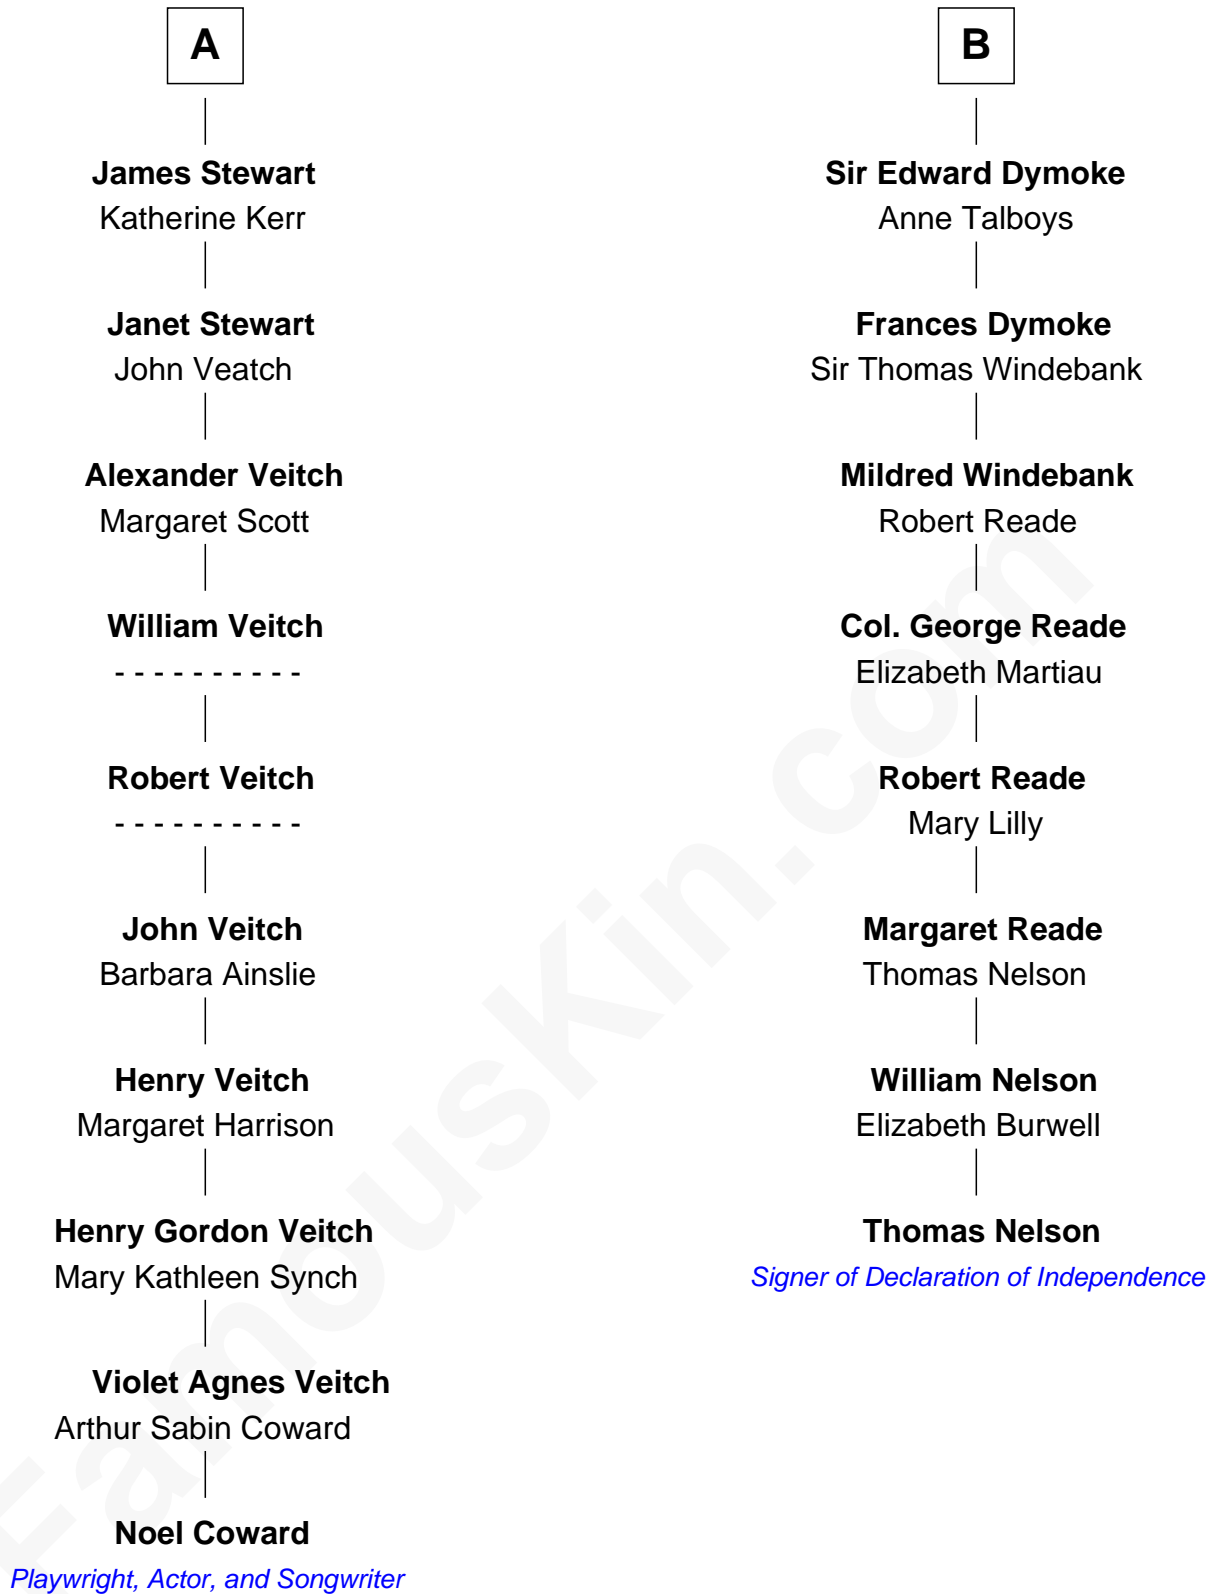 A
James Stewart
Katherine Kerr
Janet Stewart
John Veatch
Alexander Veitch
Margaret Scott
William Veitch
- - - - - - - - - -
Robert Veitch
- - - - - - - - - -
John Veitch
Barbara Ainslie
Henry Veitch
Margaret Harrison
Henry Gordon Veitch
Mary Kathleen Synch
Violet Agnes Veitch
Arthur Sabin Coward
Noel Coward
Playwright, Actor, and Songwriter
B
Sir Edward Dymoke
Anne Talboys
Frances Dymoke
Sir Thomas Windebank
Mildred Windebank
Robert Reade
Col. George Reade
Elizabeth Martiau
Robert Reade
Mary Lilly
Margaret Reade
Thomas Nelson
William Nelson
Elizabeth Burwell
Thomas Nelson
Signer of Declaration of Independence
FamousKin.com